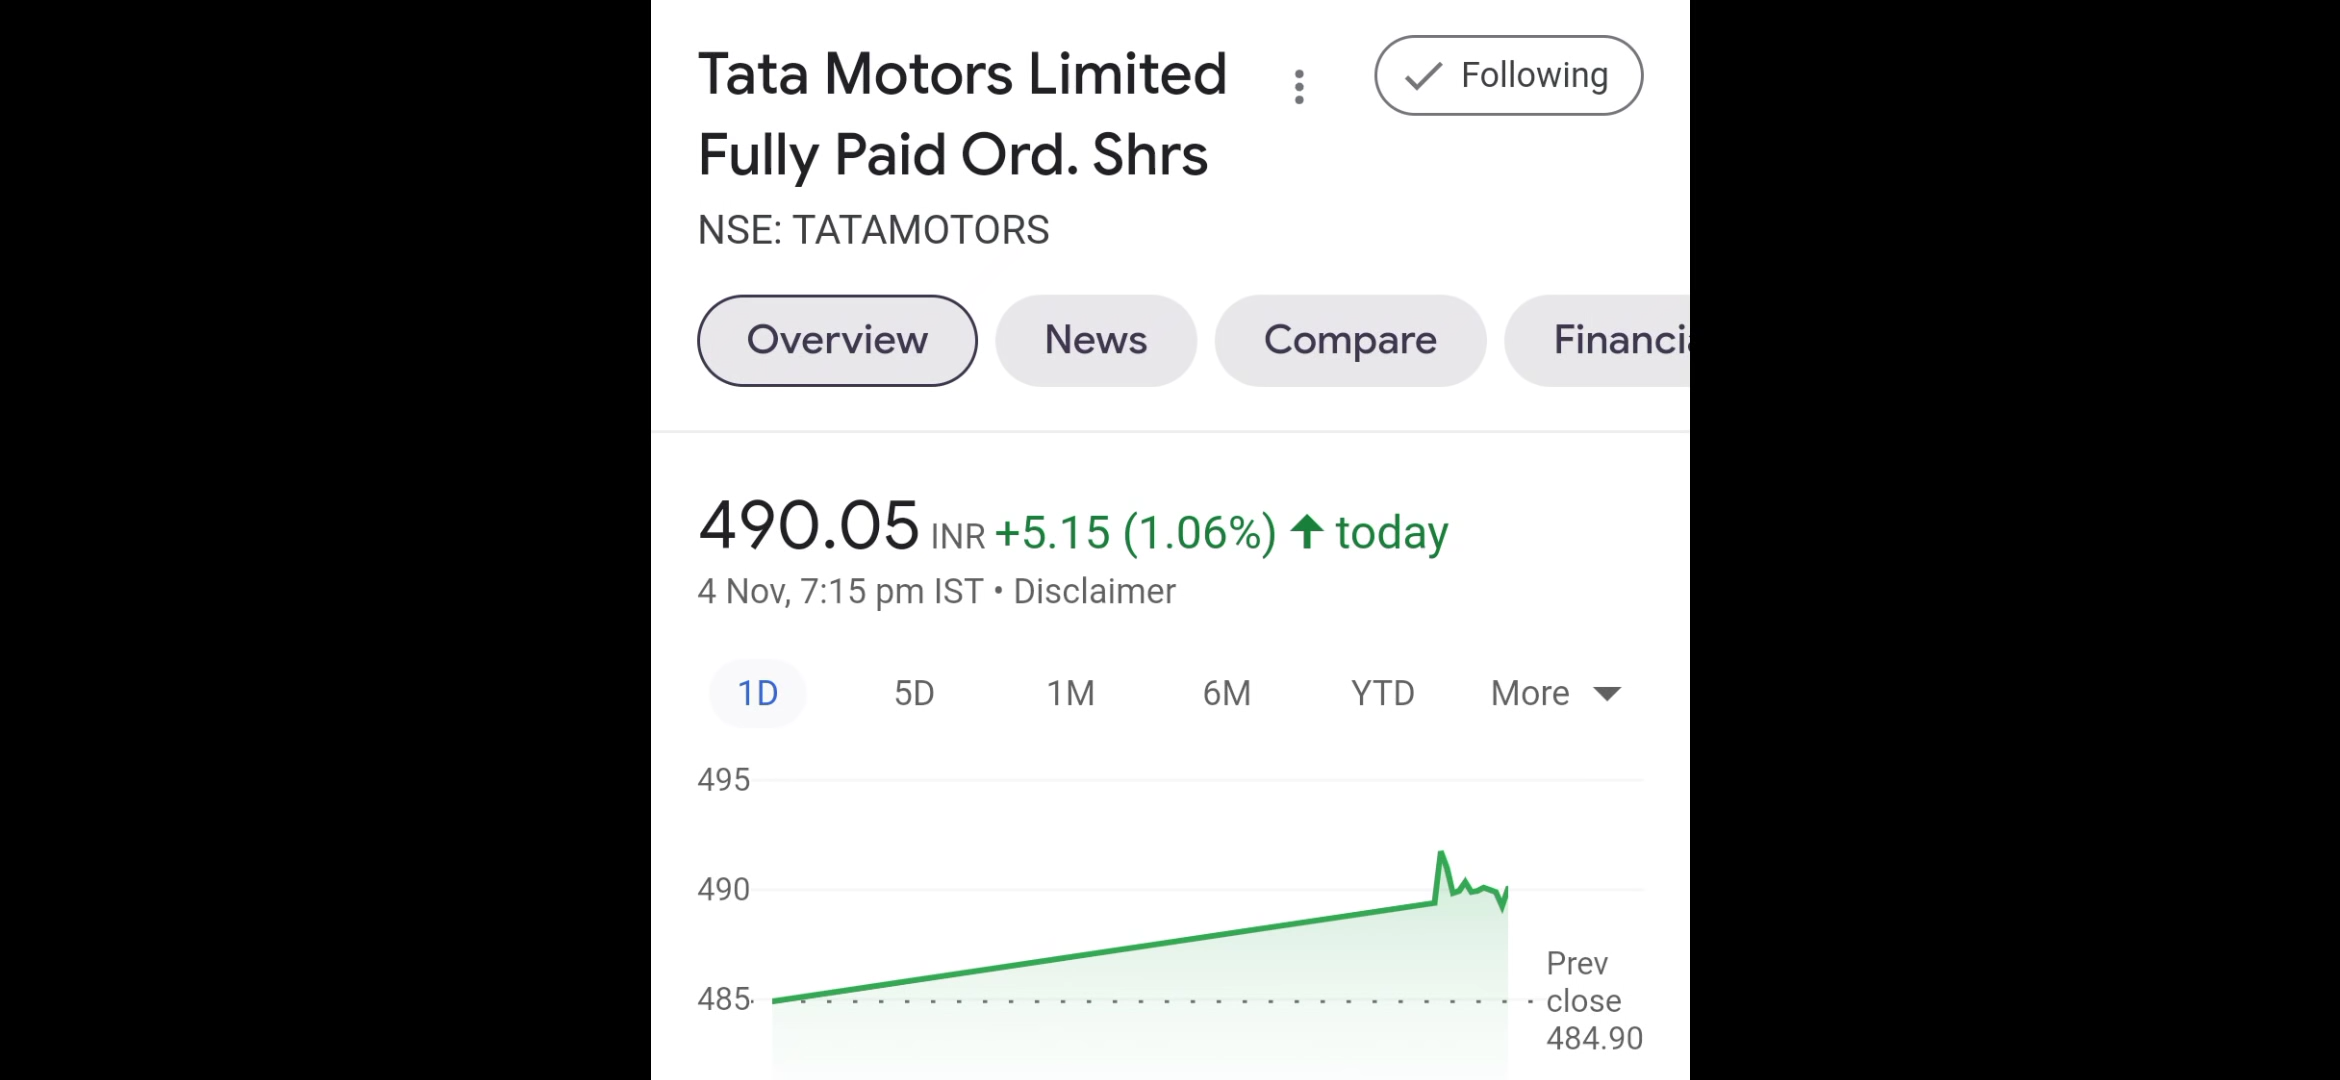 Tata Motors Limited
Fully Paid Ord. Shrs
Following
NSE: TATAMOTORS
Overview News Compare
490.05 INR +5.15 (1.06%) ↑ today
4 Nov, 7:15 pm IST • Disclaimer
1D 5D 1M 6M YTD More
495
490
485
Prev
close
484.90